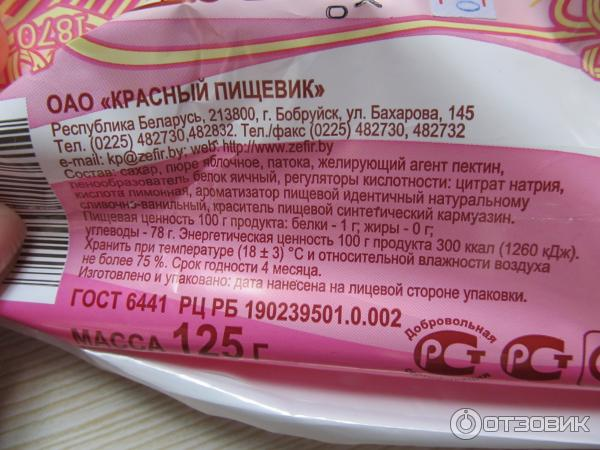 1870
ОАО «КРАСНЫЙ ПИЩЕВИК»
Республика Беларусь, 213800, г. Бобруйск, ул. Бахарова, 145
Тел. (0225) 482730,482832. Тел./факс (0225) 482730, 482732
e-mail: kp@zefir.by; web: http://www.zefir.by
Состав: сахар, пюре яблочное, патока, желирующий агент пектин,
пенообразователь белок яичный, регуляторы кислотности: цитрат натрия,
кислота лимонная, ароматизатор пищевой идентичный натуральному
сливочно-ванильный, краситель пищевой синтетический кармуазин.
Пищевая ценность 100 г продукта: белки - 1 г; жиры - 0 г;
углеводы - 78 г. Энергетическая ценность 100 г продукта 300 ккал (1260 кДж).
Хранить при температуре (18 ± 3) °С и относительной влажности воздуха
не более 75 %. Срок годности 4 месяца.
Изготовлено и упаковано: дата нанесена на лицевой стороне упаковки.
ГОСТ 6441 РЦ РБ 190239501.0.002
МАССА 125 г
Добровольная
РСТ
РСТ
ОТЗОВИК